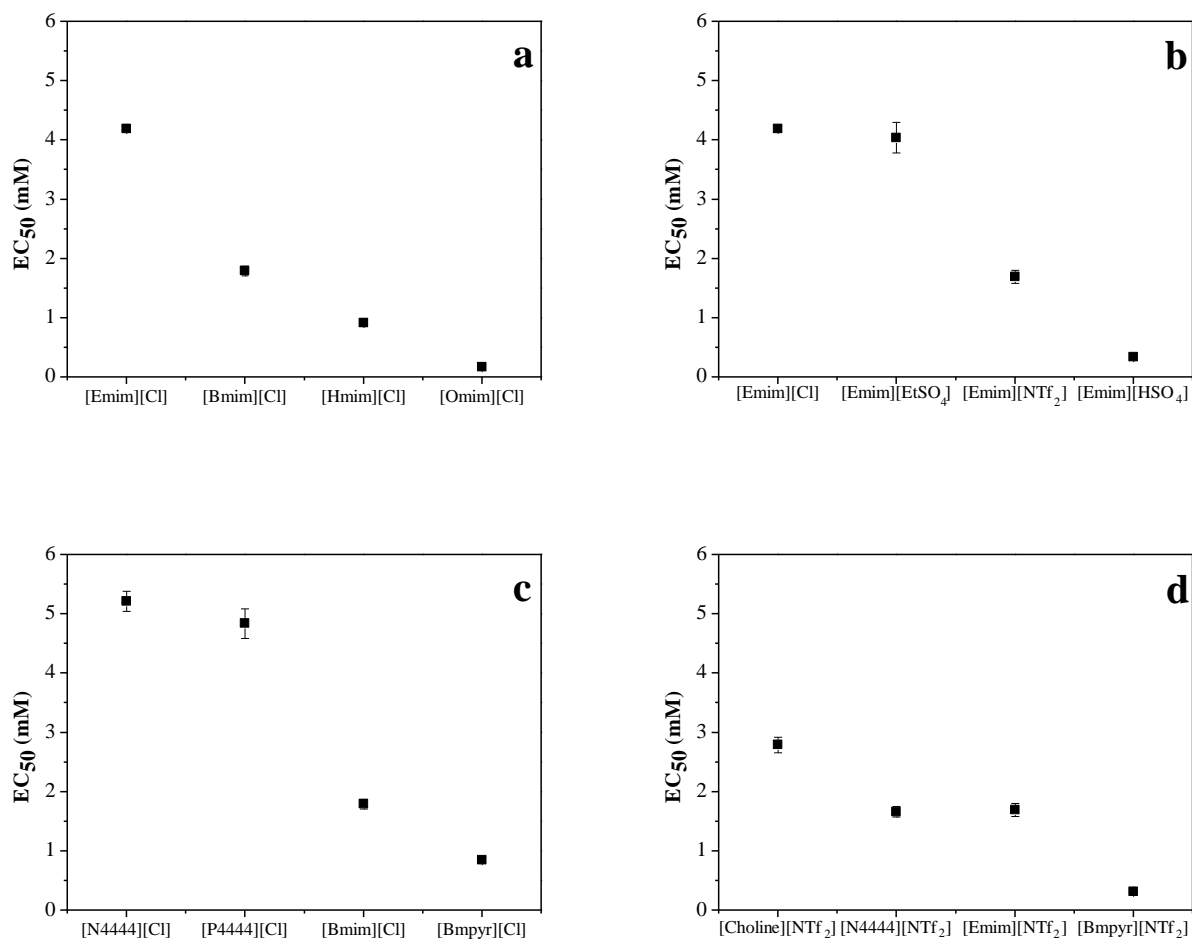 a
6
5
4
3
2
1
0
EC50 (mM)
[Emim][Cl] [Bmim][Cl] [Hmim][Cl] [Omim][Cl]
b
6
5
4
3
2
1
0
EC50 (mM)
[Emim][Cl] [Emim][EtSO4] [Emim][NTf2] [Emim][HSO4]
c
6
5
4
3
2
1
0
EC50 (mM)
[N4444][Cl] [P4444][Cl] [Bmim][Cl] [Bmpyr][Cl]
d
6
5
4
3
2
1
0
EC50 (mM)
[Choline][NTf2] [N4444][NTf2] [Emim][NTf2] [Bmpyr][NTf2]